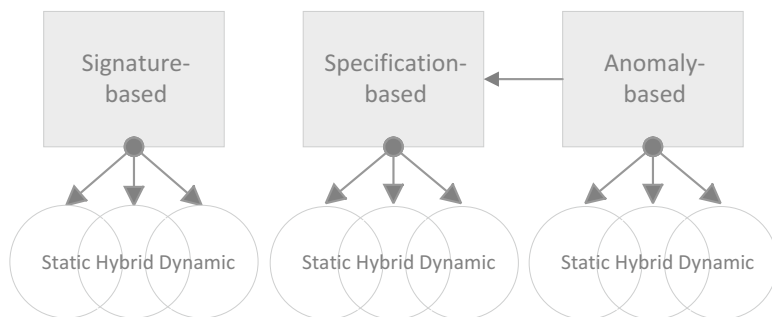 Signature-
based
Specification-
based
Anomaly-
based
Static Hybrid Dynamic
Static Hybrid Dynamic
Static Hybrid Dynamic